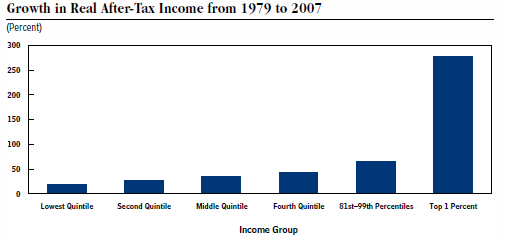 Growth in Real After-Tax Income from 1979 to 2007
(Percent)
300
250
200
150
100
50
0
Lowest Quintile Second Quintile Middle Quintile Fourth Quintile 81st–99th Percentiles Top 1 Percent
Income Group